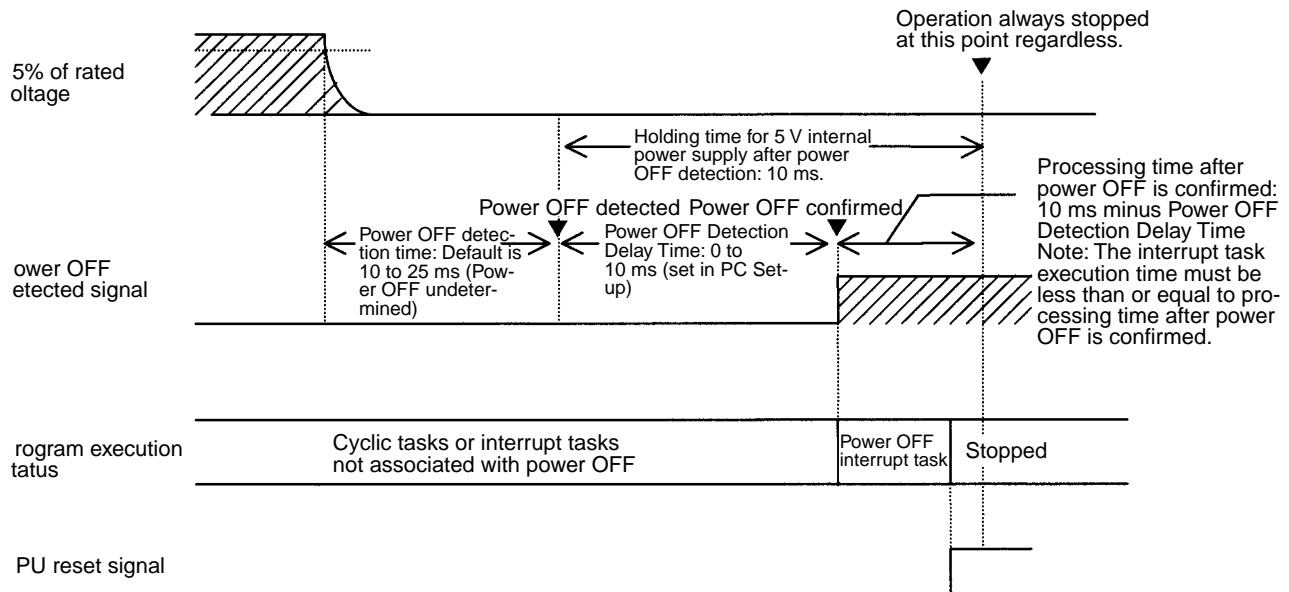 Operation always stopped
at this point regardless.
5% of rated
oltage
Holding time for 5 V internal
power supply after power
OFF detection: 10 ms.
Processing time after
power OFF is confirmed:
10 ms minus Power OFF
Detection Delay Time
Note: The interrupt task
execution time must be
less than or equal to pro-
cessing time after power
OFF is confirmed.
Power OFF detected
Power OFF confirmed
Power OFF detec-
tion time: Default is
10 to 25 ms (Pow-
er OFF undeter-
mined)
Power OFF Detection
Delay Time: 0 to
10 ms (set in PC Set-
up)
ower OFF
etected signal
rogram execution
tatus
Cyclic tasks or interrupt tasks
not associated with power OFF
Power OFF
interrupt task
Stopped
PU reset signal